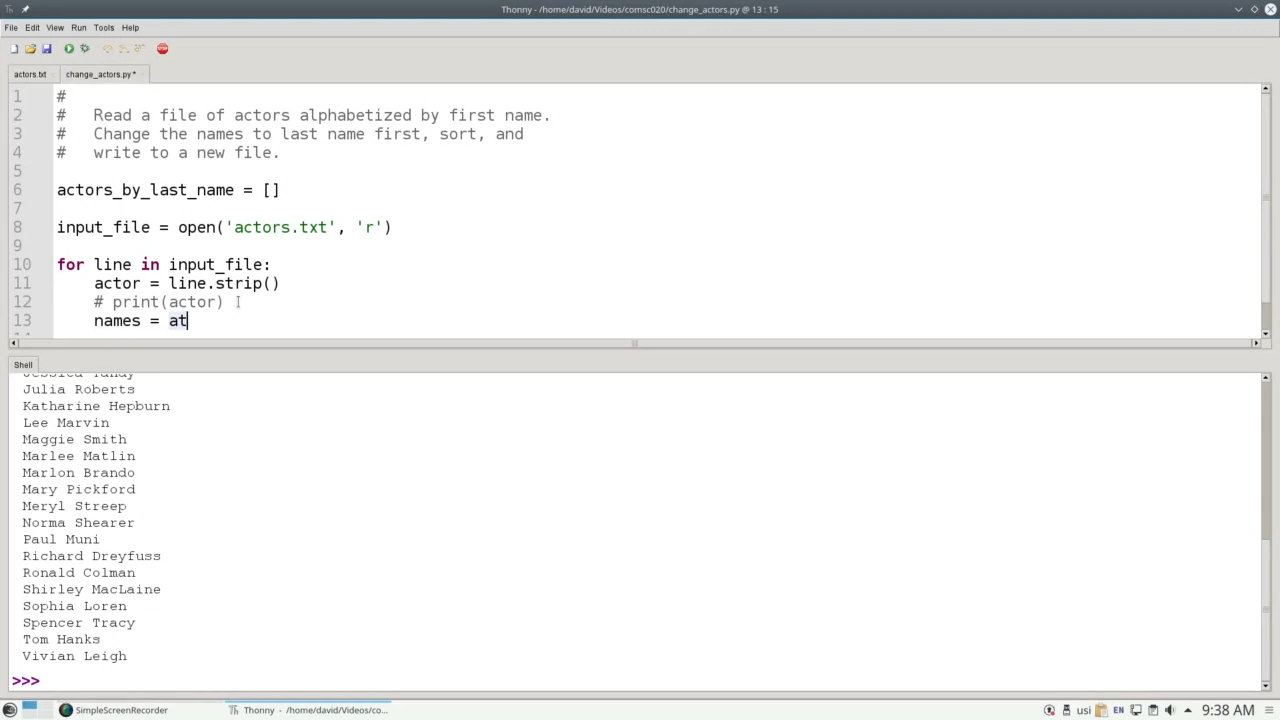 Thonny - /home/david/Videos/comsc020/change_actors.py @ 13 : 15
File Edit View Run Tools Help
actors.txt change_actors.py *
1 #
2 #   Read a file of actors alphabetized by first name.
3 #   Change the names to last name first, sort, and
4 #   write to a new file.
5
6 actors_by_last_name = []
7
8 input_file = open('actors.txt', 'r')
9
10 for line in input_file:
11     actor = line.strip()
12     # print(actor)
13     names = at
Shell
Jessica Tandy
Julia Roberts
Katharine Hepburn
Lee Marvin
Maggie Smith
Marlee Matlin
Marlon Brando
Mary Pickford
Meryl Streep
Norma Shearer
Paul Muni
Richard Dreyfuss
Ronald Colman
Shirley MacLaine
Sophia Loren
Spencer Tracy
Tom Hanks
Vivian Leigh
>>>
SimpleScreenRecorder Thonny - /home/david/Videos/co... usi EN 9:38 AM